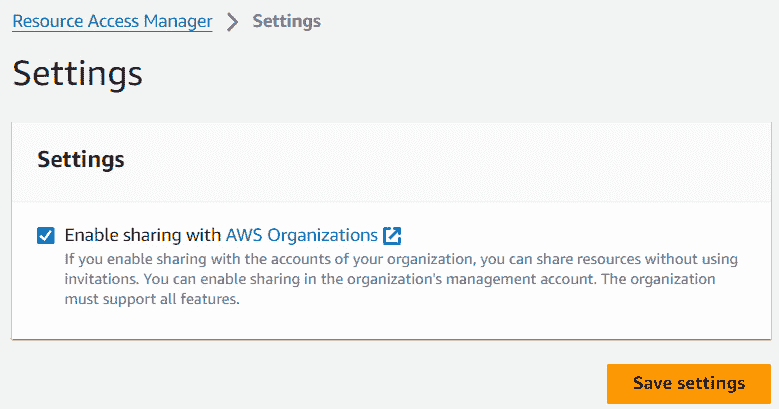 Resource Access Manager > Settings
Settings
Settings
Enable sharing with AWS Organizations
If you enable sharing with the accounts of your organization, you can share resources without using
invitations. You can enable sharing in the organization's management account. The organization
must support all features.
Save settings